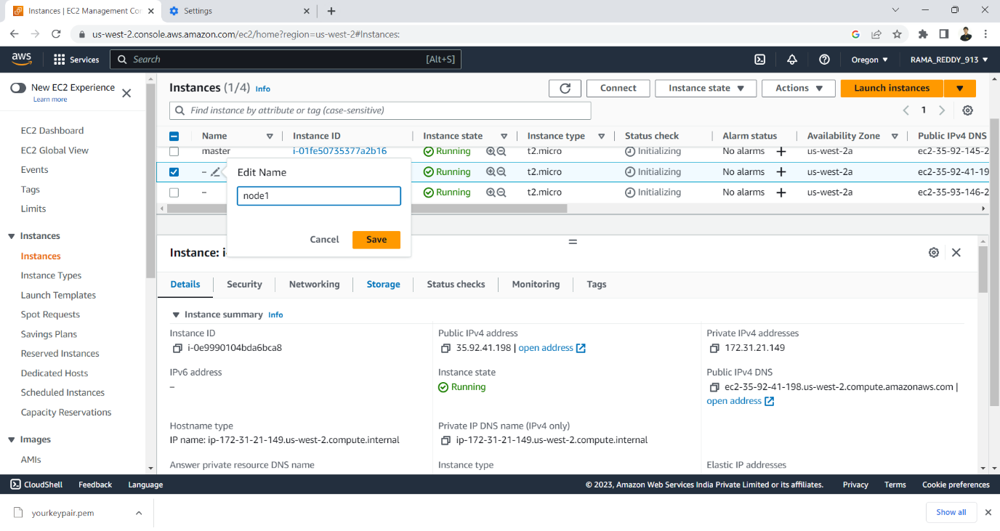 Instances | EC2 Management Con
Settings
us-west-2.console.aws.amazon.com/ec2/home?region=us-west-2#Instances:
aws
Services
Search
[Alt+S]
Oregon
RAMA_REDDY_913
New EC2 Experience
Learn more
EC2 Dashboard
EC2 Global View
Events
Tags
Limits
Instances
Instances
Instance Types
Launch Templates
Spot Requests
Savings Plans
Reserved Instances
Dedicated Hosts
Scheduled Instances
Capacity Reservations
Images
AMIs
Instances (1/4) Info
Connect
Instance state
Actions
Launch instances
Find instance by attribute or tag (case-sensitive)
1
Name Instance ID Instance state Instance type Status check Alarm status Availability Zone Public IPv4 DNS
master i-01fe50735377a2b16 Running t2.micro Initializing No alarms + us-west-2a ec2-35-92-145-2
– Running t2.micro Initializing No alarms + us-west-2a ec2-35-92-41-19
– Running t2.micro Initializing No alarms + us-west-2a ec2-35-93-146-2
Edit Name
node1
Cancel
Save
Instance: i-
Details
Security
Networking
Storage
Status checks
Monitoring
Tags
Instance summary Info
Instance ID
i-0e9990104bda6bca8
Public IPv4 address
35.92.41.198 | open address
Private IPv4 addresses
172.31.21.149
IPv6 address
–
Instance state
Running
Public IPv4 DNS
ec2-35-92-41-198.us-west-2.compute.amazonaws.com |
open address
Hostname type
IP name: ip-172-31-21-149.us-west-2.compute.internal
Private IP DNS name (IPv4 only)
ip-172-31-21-149.us-west-2.compute.internal
Answer private resource DNS name
Instance type
Elastic IP addresses
CloudShell
Feedback
Language
© 2023, Amazon Web Services India Private Limited or its affiliates.
Privacy
Terms
Cookie preferences
yourkeypair.pem
Show all